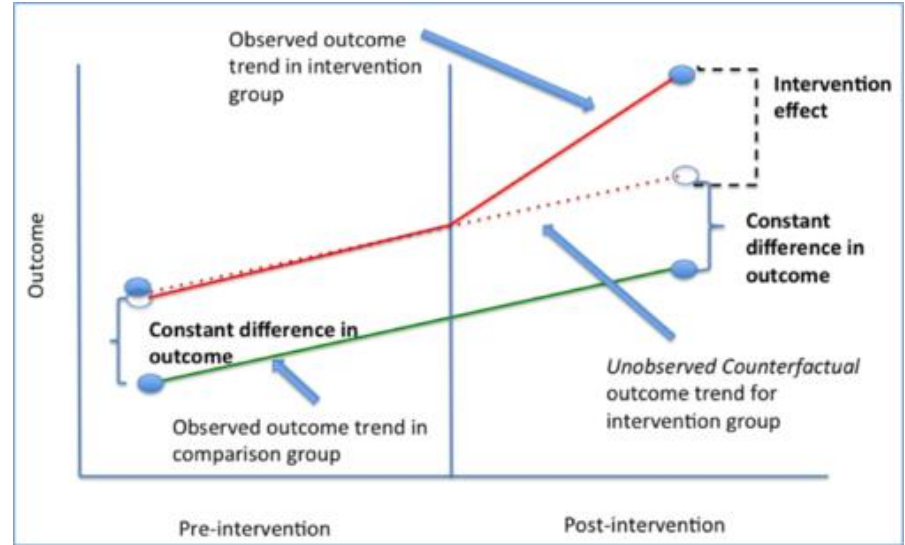 Observed outcome
trend in intervention
group
Intervention
effect
Outcome
Constant
difference in
outcome
Constant difference in
outcome
Unobserved Counterfactual
outcome trend for
intervention group
Observed outcome trend in
comparison group
Pre-intervention
Post-intervention